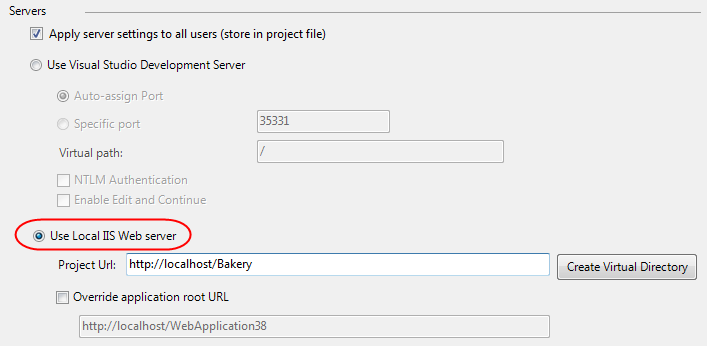 Servers
Apply server settings to all users (store in project file)
Use Visual Studio Development Server
Auto-assign Port
Specific port 35331
Virtual path: /
NTLM Authentication
Enable Edit and Continue
Use Local IIS Web server
Project Url: http://localhost/Bakery Create Virtual Directory
Override application root URL
http://localhost/WebApplication38